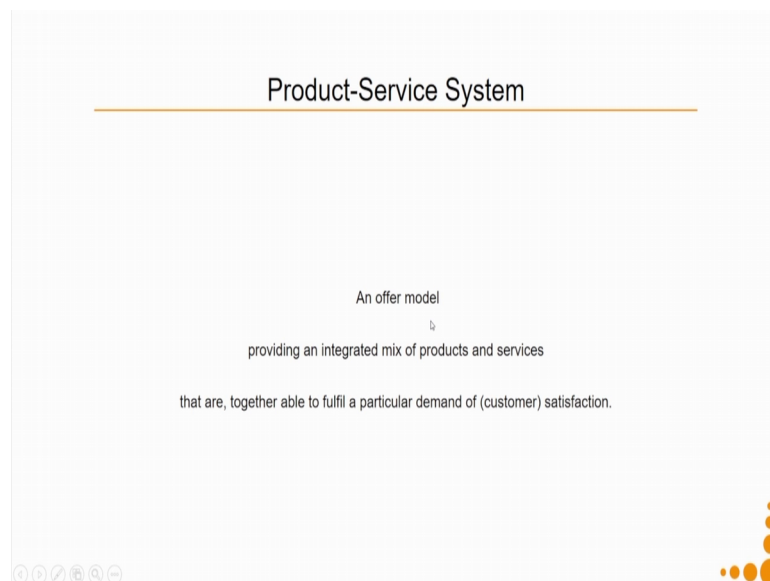 Product-Service System
An offer model
providing an integrated mix of products and services
that are, together able to fulfil a particular demand of (customer) satisfaction.